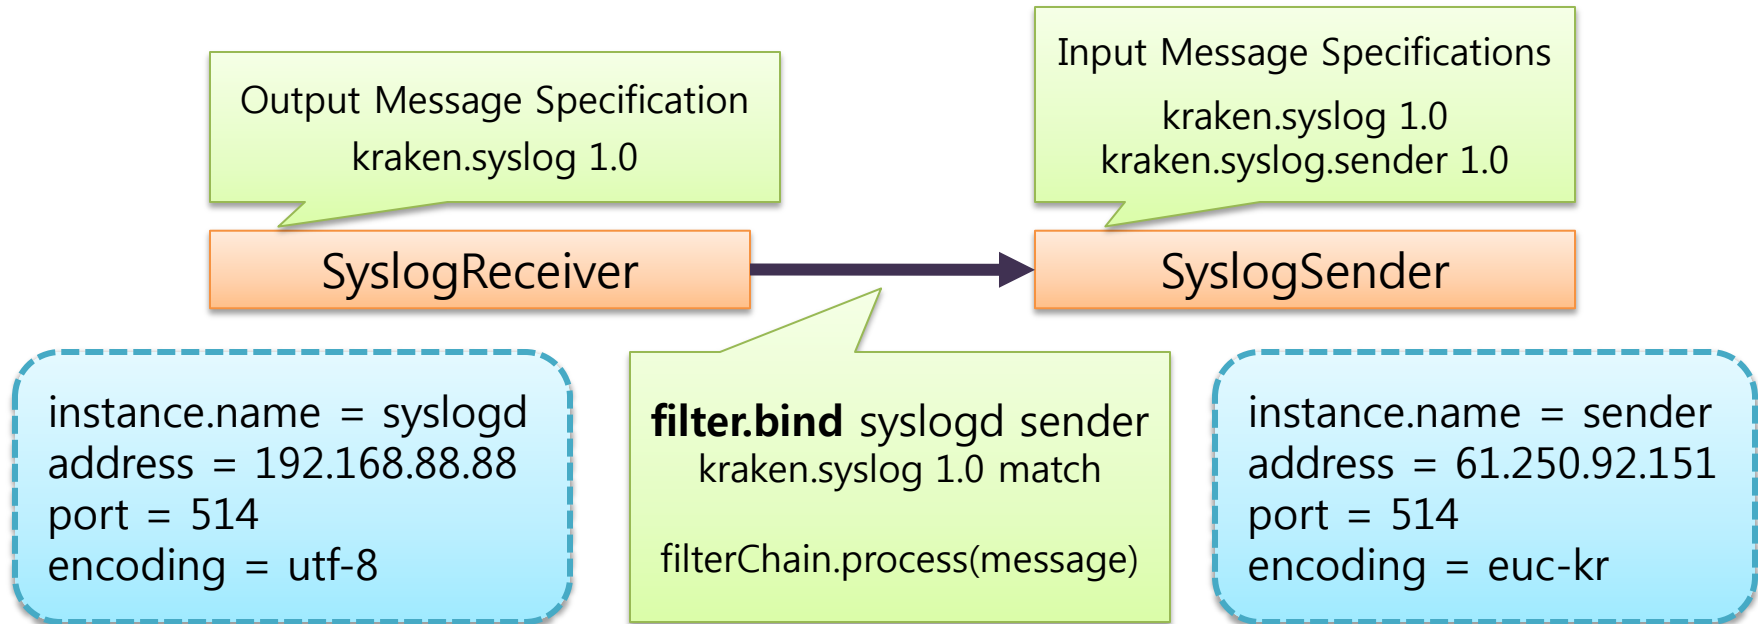 Output Message Specification
kraken.syslog 1.0
Input Message Specifications
kraken.syslog 1.0
kraken.syslog.sender 1.0
SyslogReceiver
SyslogSender
instance.name = syslogd
address = 192.168.88.88
port = 514
encoding = utf-8
filter.bind syslogd sender
kraken.syslog 1.0 match
filterChain.process(message)
instance.name = sender
address = 61.250.92.151
port = 514
encoding = euc-kr